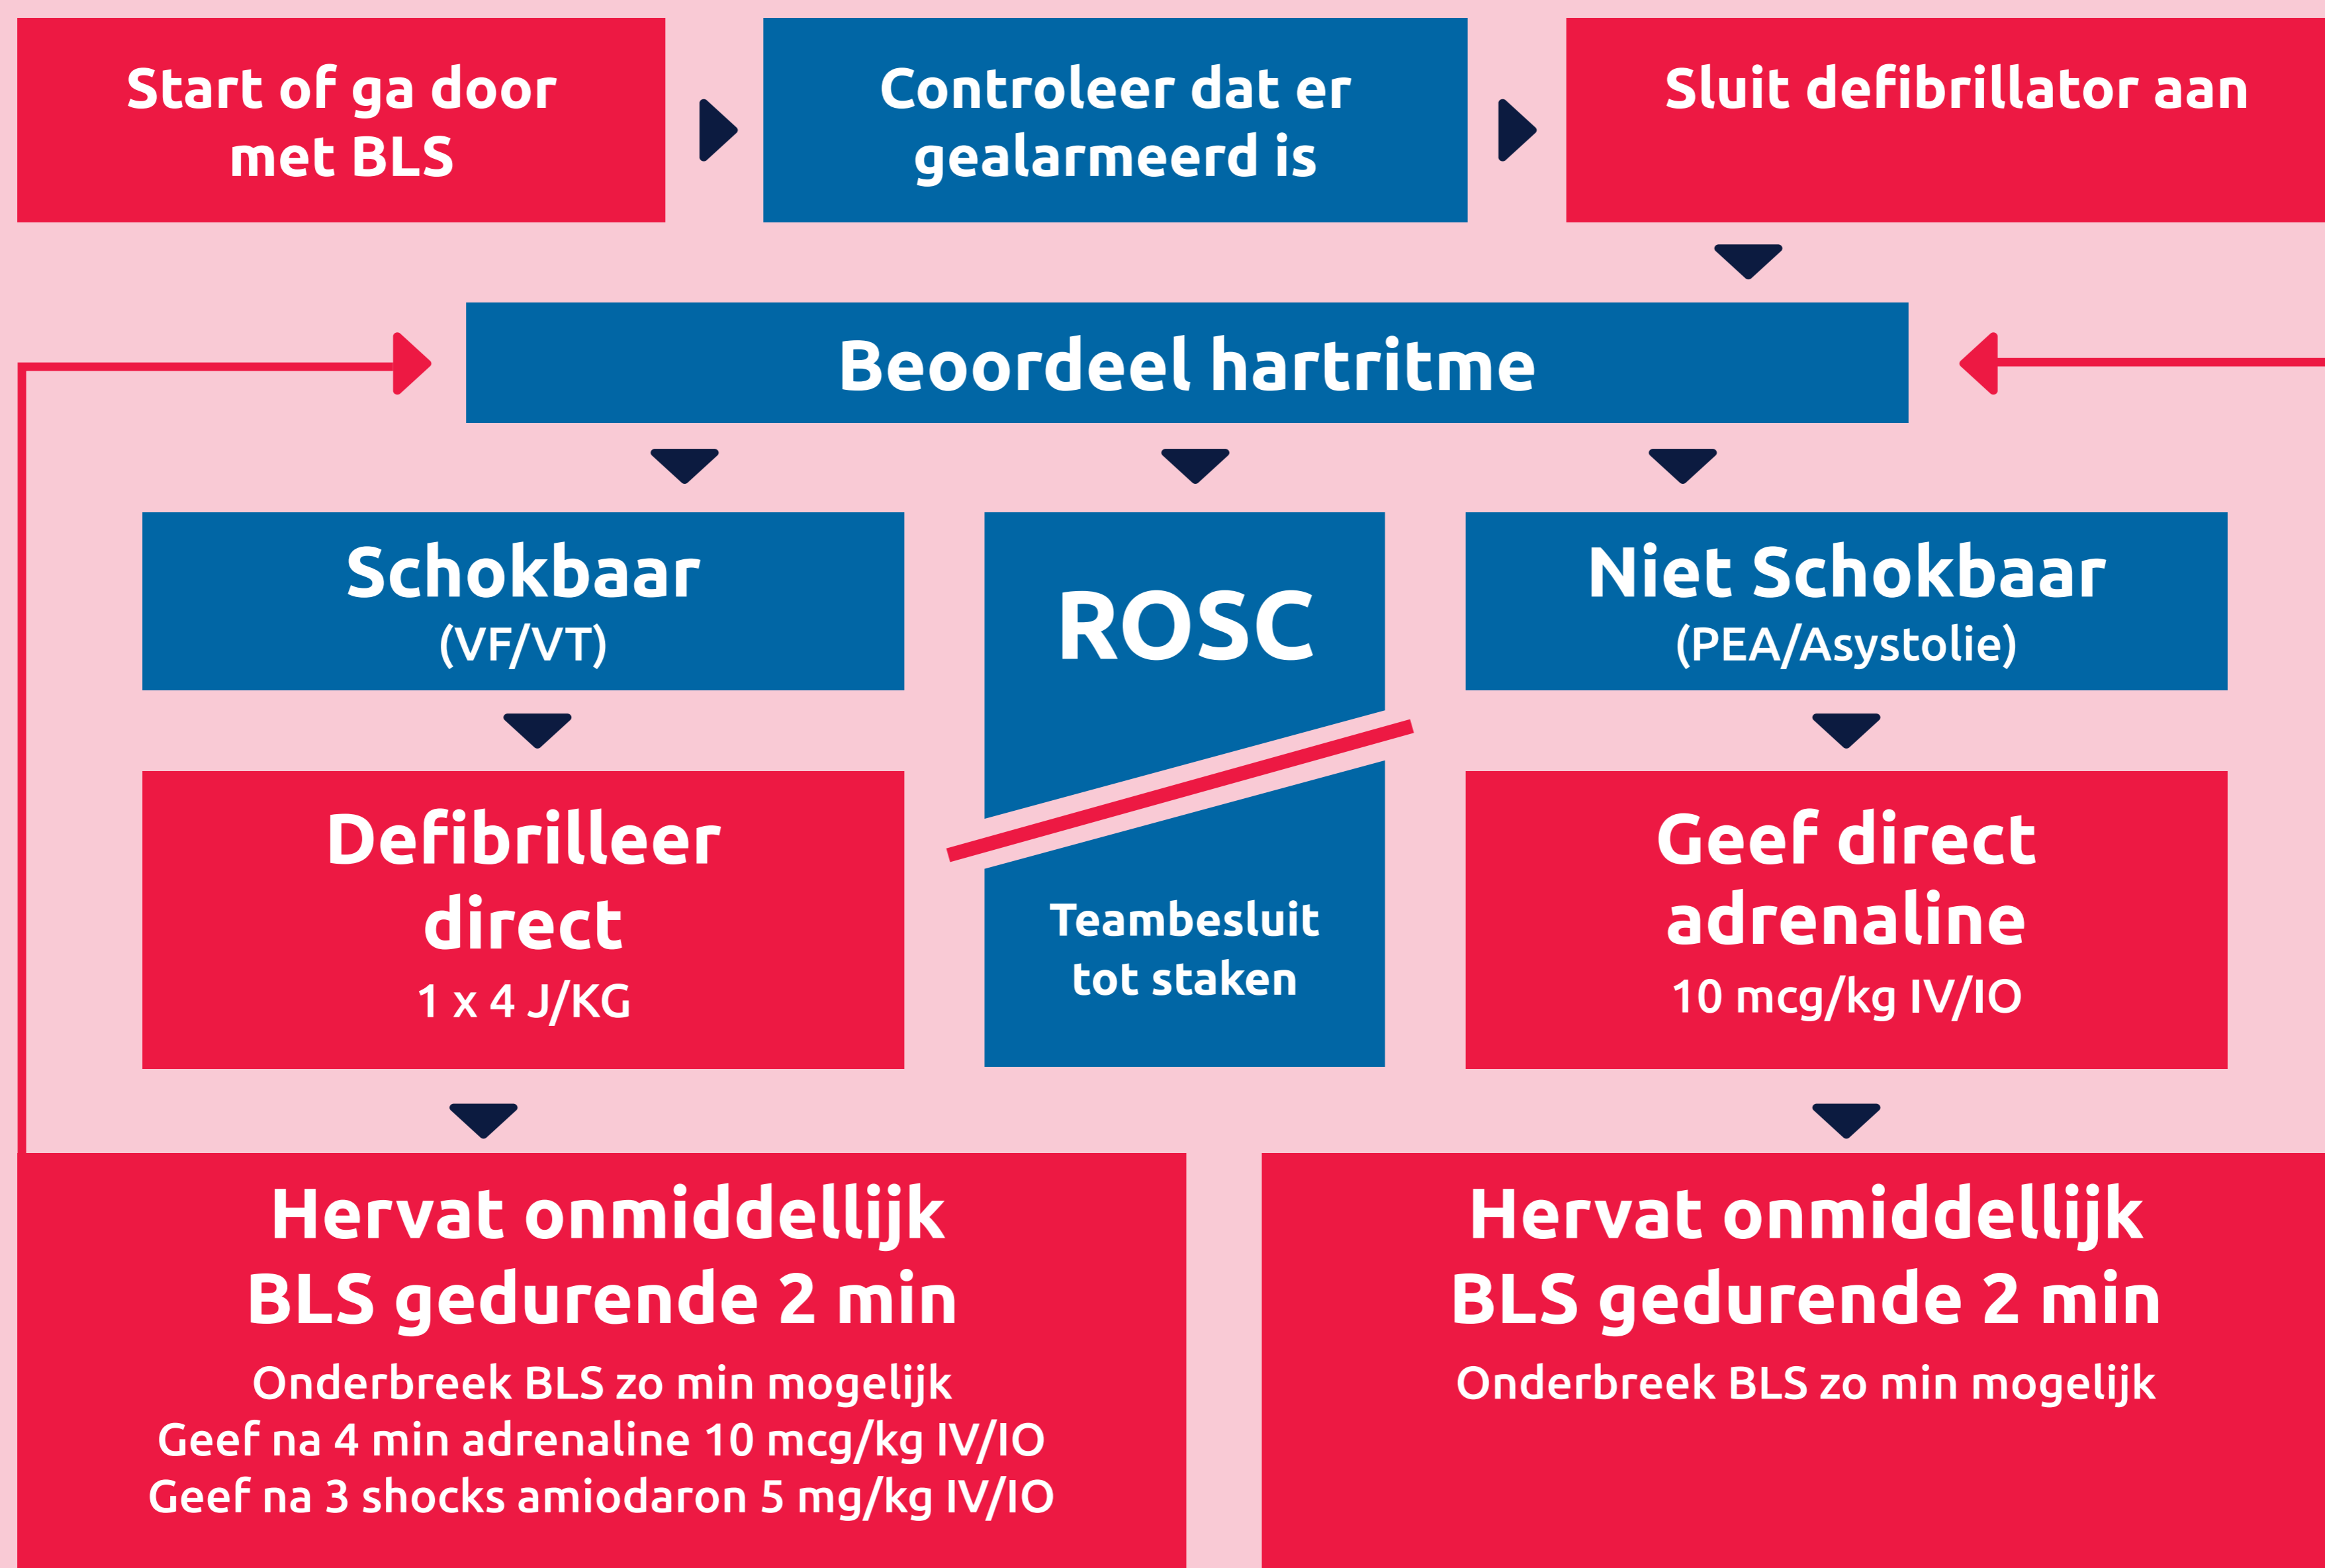 Start of ga door
met BLS
Controleer dat er
gealarmeerd is
Sluit defibrillator aan
Beoordeel hartritme
Schokbaar
(VF/VT)
ROSC
Niet Schokbaar
(PEA/Asystolie)
Defibrilleer
direct
1 x 4 J/KG
Teambesluit
tot staken
Geef direct
adrenaline
10 mcg/kg IV/IO
Hervat onmiddellijk
BLS gedurende 2 min
Onderbreek BLS zo min mogelijk
Geef na 4 min adrenaline 10 mcg/kg IV/IO
Geef na 3 shocks amiodaron 5 mg/kg IV/IO
Hervat onmiddellijk
BLS gedurende 2 min
Onderbreek BLS zo min mogelijk